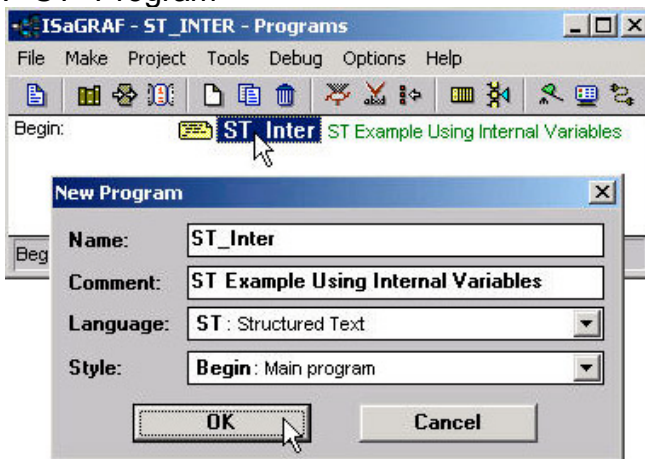 Program
ISaGRAF - ST_INTER - Programs
File Make Project Tools Debug Options Help
Begin: ST_Inter ST Example Using Internal Variables
New Program
Beg
Name: ST_Inter
Comment: ST Example Using Internal Variables
Language: ST : Structured Text
Style: Begin : Main program
OK Cancel